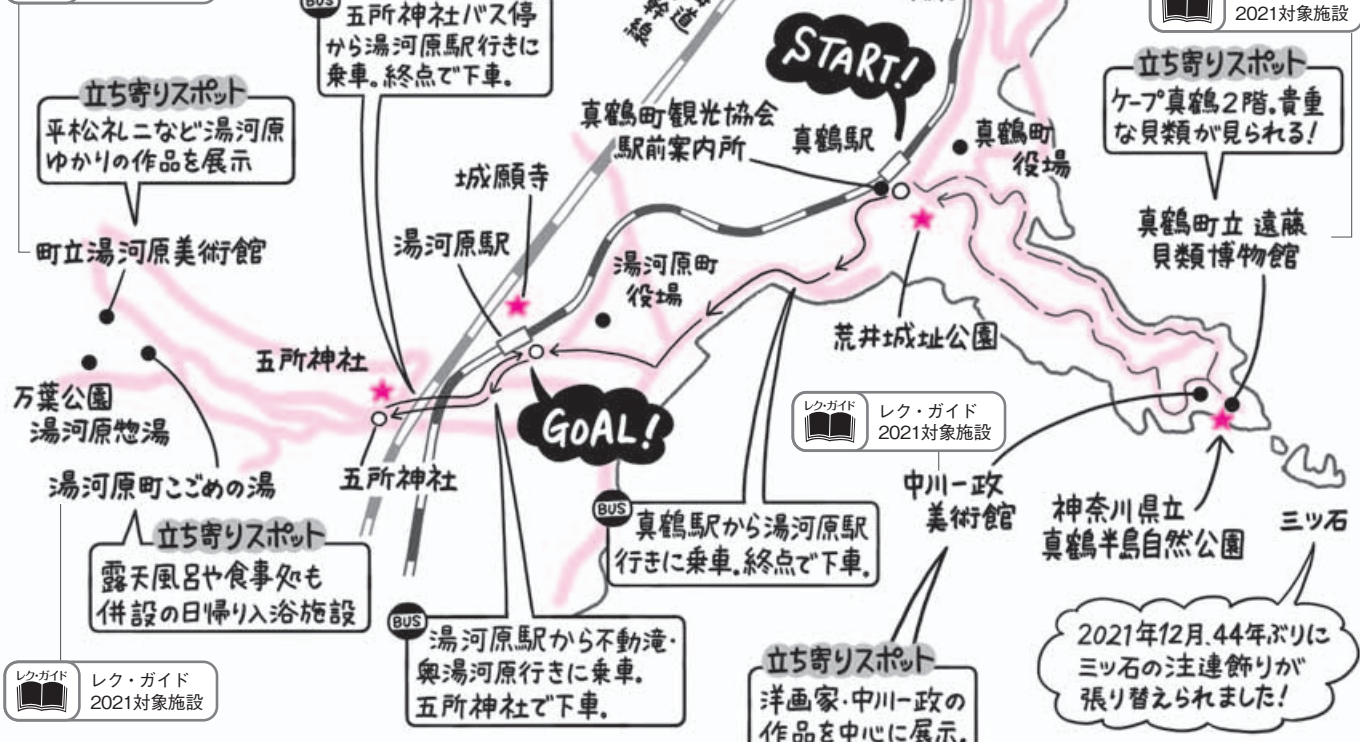 BUS
五所神社バス停
から湯河原駅行きに
乗車。終点で下車。
幹線
START!
2021対象施設
立ち寄りスポット
平松礼二など湯河原
ゆかりの作品を展示
町立湯河原美術館
城願寺
湯河原駅
真鶴町観光協会
駅前案内所
真鶴駅
真鶴町
役場
立ち寄りスポット
ケープ真鶴2階。貴重
な貝類が見られる!
真鶴町立 遠藤
貝類博物館
湯河原町
役場
荒井城址公園
五所神社
万葉公園
湯河原惣湯
湯河原町こごめの湯
立ち寄りスポット
露天風呂や食事処も
併設の日帰り入浴施設
レク・ガイド
レク・ガイド
2021対象施設
五所神社
GOAL!
BUS
湯河原駅から不動滝・
奥湯河原行きに乗車。
五所神社で下車。
BUS
真鶴駅から湯河原駅
行きに乗車。終点で下車。
レク・ガイド
レク・ガイド
2021対象施設
中川一政
美術館
立ち寄りスポット
洋画家・中川一政の
作品を中心に展示。
神奈川県立
真鶴半島自然公園
三ツ石
2021年12月、44年ぶりに
三ツ石の注連飾りが
張り替えられました!